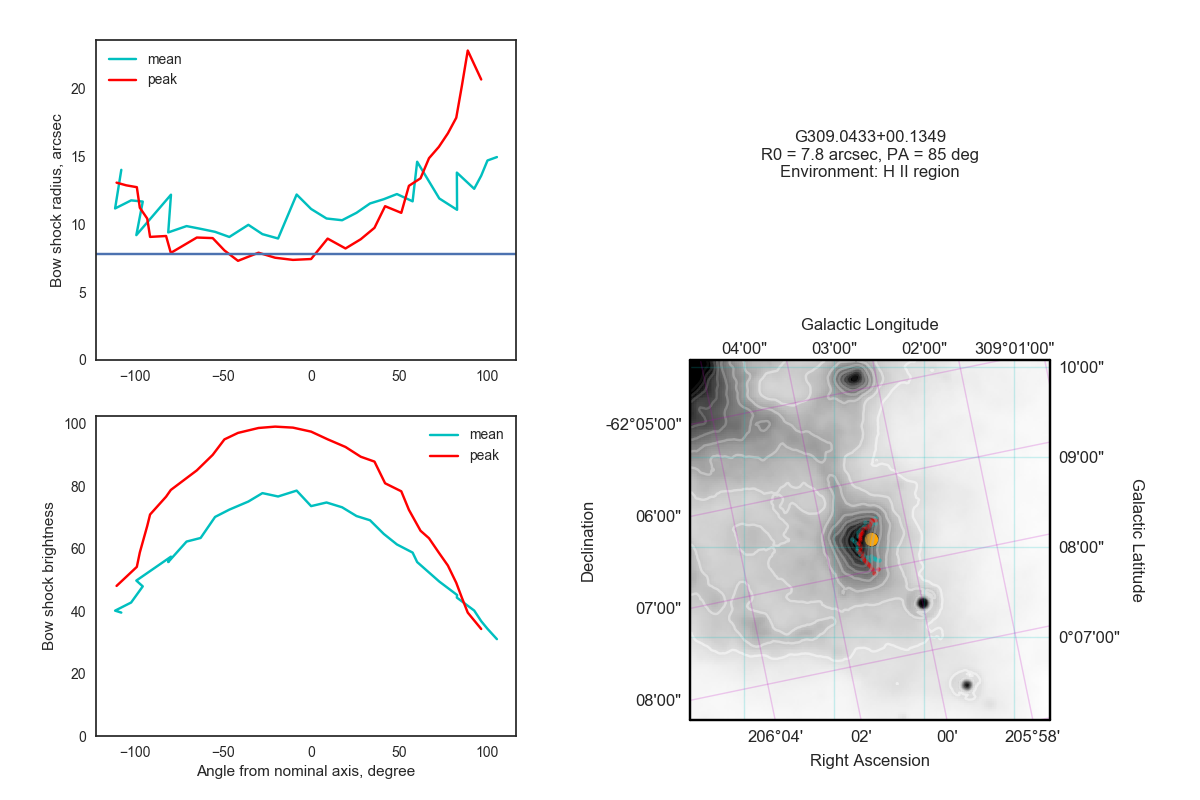 mean
peak
Bow shock radius, arcsec
20
15
10
5
0
−100
−50
0
50
100
G309.0433+00.1349
R0 = 7.8 arcsec, PA = 85 deg
Environment: H II region
mean
peak
Bow shock brightness
100
80
60
40
20
0
−100
−50
0
50
100
Angle from nominal axis, degree
Galactic Longitude
04'00"
03'00"
02'00"
309°01'00"
10'00"
09'00"
08'00"
0°07'00"
Galactic Latitude
Declination
-62°05'00"
06'00"
07'00"
08'00"
206°04'
02'
00'
205°58'
Right Ascension